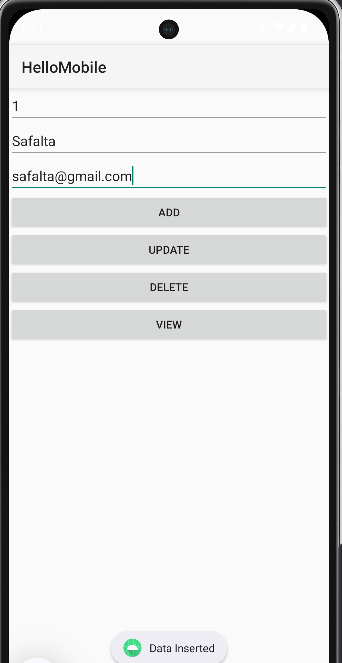 HelloMobile
1
Safalta
safalta@gmail.com
ADD
UPDATE
DELETE
VIEW
Data Inserted